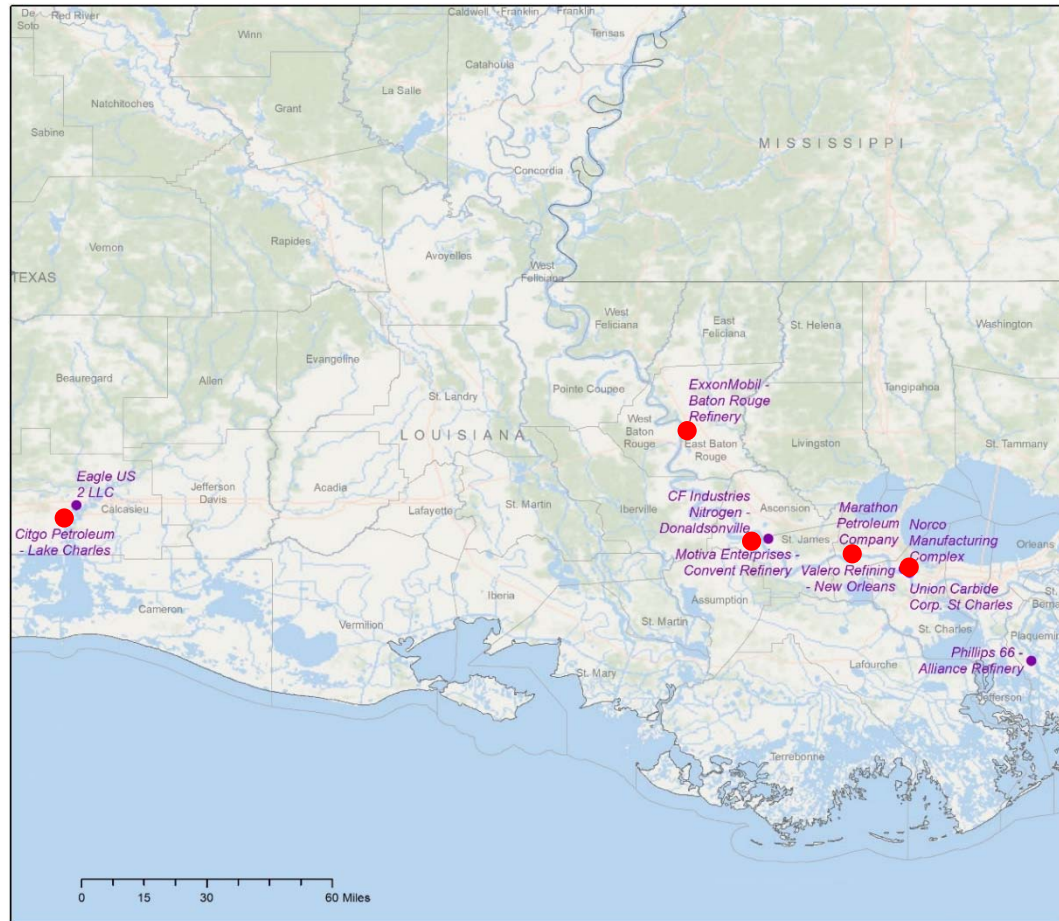 De Soto
Red River
Caldwell
Franklin
Franklin
Winn
Tensas
Catahoula
La Salle
Natchitoches
Grant
Sabine
MISSISSIPPI
Concordia
Vernon
Rapides
Avoyelles
TEXAS
West
Feliciana
West
Feliciana
East
Feliciana
St. Helena
Washington
Evangeline
Beauregard
Allen
Pointe Coupee
Tangipahoa
ExxonMobil -
Baton Rouge
Refinery
St. Landry
West
Baton
Rouge
LOUISIANA
East Baton
Rouge
Livingston
St. Tammany
Eagle US
2 LLC
Jefferson
Davis
Acadia
Calcasieu
Lafayette
St. Martin
Iberville
CF Industries
Nitrogen -
Donaldsonville
Ascension
Marathon
Petroleum
Company
Norco
Manufacturing
Complex
Citgo Petroleum
- Lake Charles
St. James
Orleans
Motiva Enterprises -
Convent Refinery
Valero Refining
- New Orleans
Union Carbide
Corp. St Charles
St.
Bern
Cameron
Vermilion
Iberia
Assumption
St. Martin
St. Charles
Plaquemin
Phillips 66 -
Alliance Refinery
Lafourche
St. Mary
Jefferson
Terrebonne
0 15 30 60 Miles